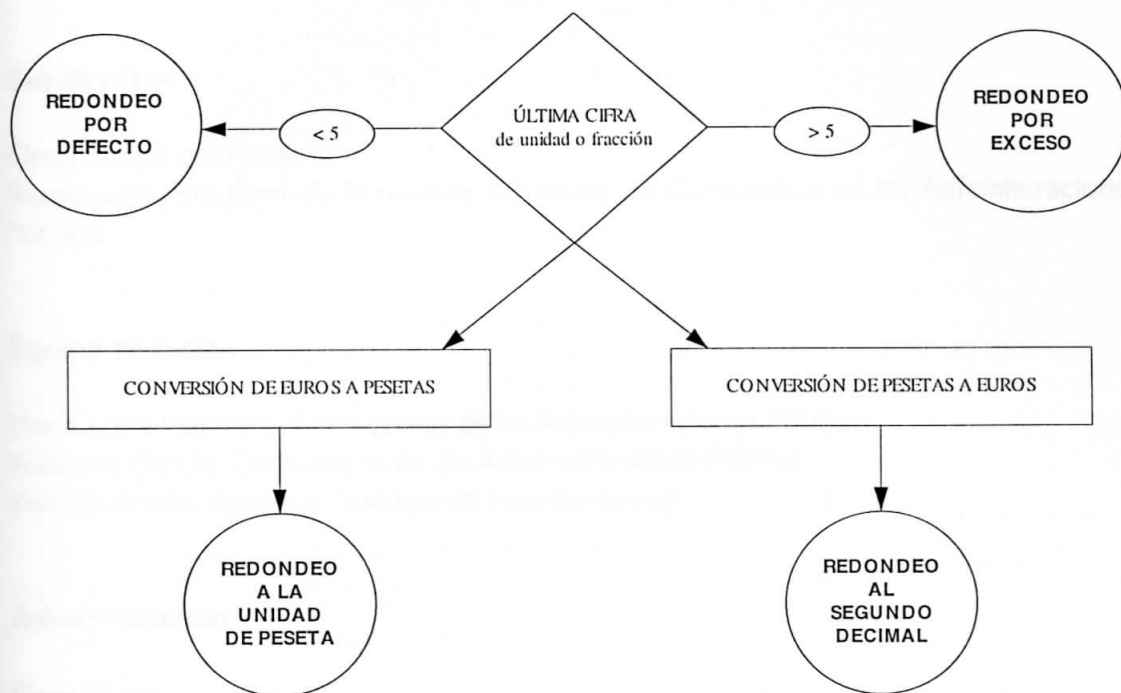 REDONDEO
POR
DEFECTO
< 5
ÚLTIMA CIFRA
de unidad o fracción
> 5
REDONDEO
POR
EXCESO
CONVERSIÓN DE EUROS A PESETAS
CONVERSIÓN DE PESETAS A EUROS
REDONDEO
A LA
UNIDAD
DE PESETA
REDONDEO
AL
SEGUNDO
DECIMAL